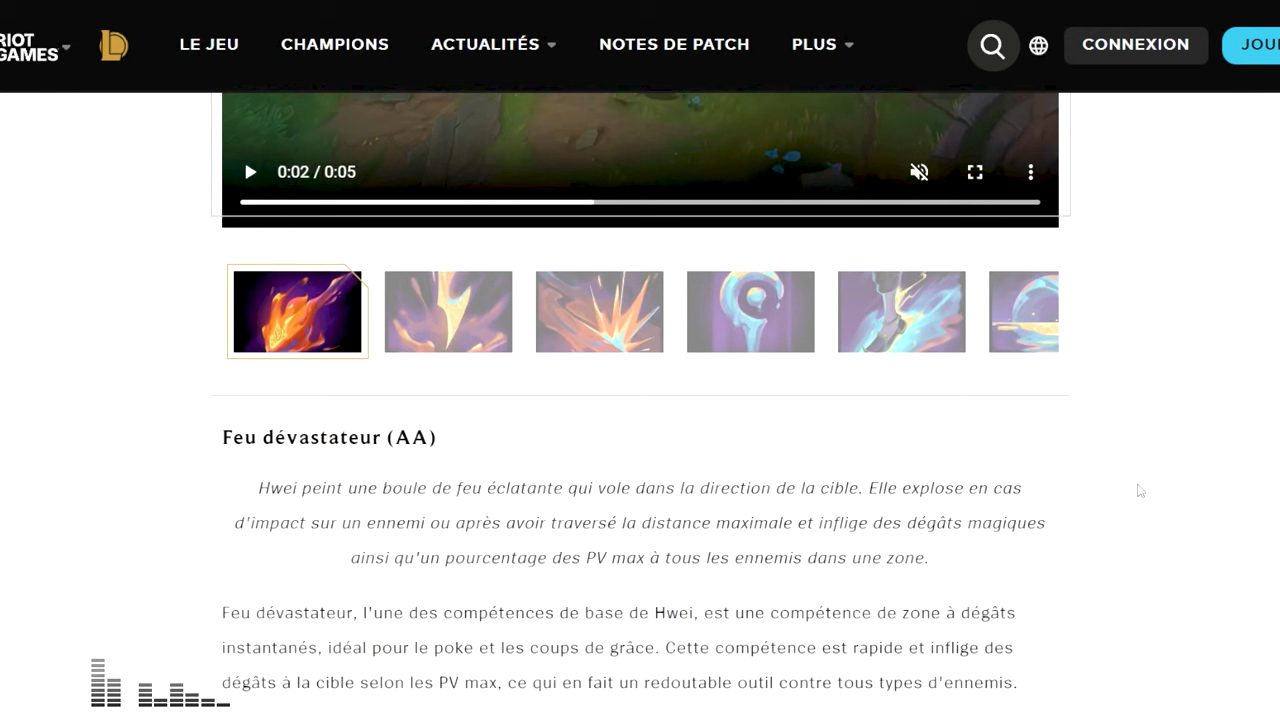 RIOT GAMES LE JEU CHAMPIONS ACTUALITÉS NOTES DE PATCH PLUS CONNEXION JOU
0:02 / 0:05
Feu dévastateur (AA)
Hwei peint une boule de feu éclatante qui vole dans la direction de la cible. Elle explose en cas
d'impact sur un ennemi ou après avoir traversé la distance maximale et inflige des dégâts magiques
ainsi qu'un pourcentage des PV max à tous les ennemis dans une zone.
Feu dévastateur, l'une des compétences de base de Hwei, est une compétence de zone à dégâts
instantanés, idéal pour le poke et les coups de grâce. Cette compétence est rapide et inflige des
dégâts à la cible selon les PV max, ce qui en fait un redoutable outil contre tous types d'ennemis.